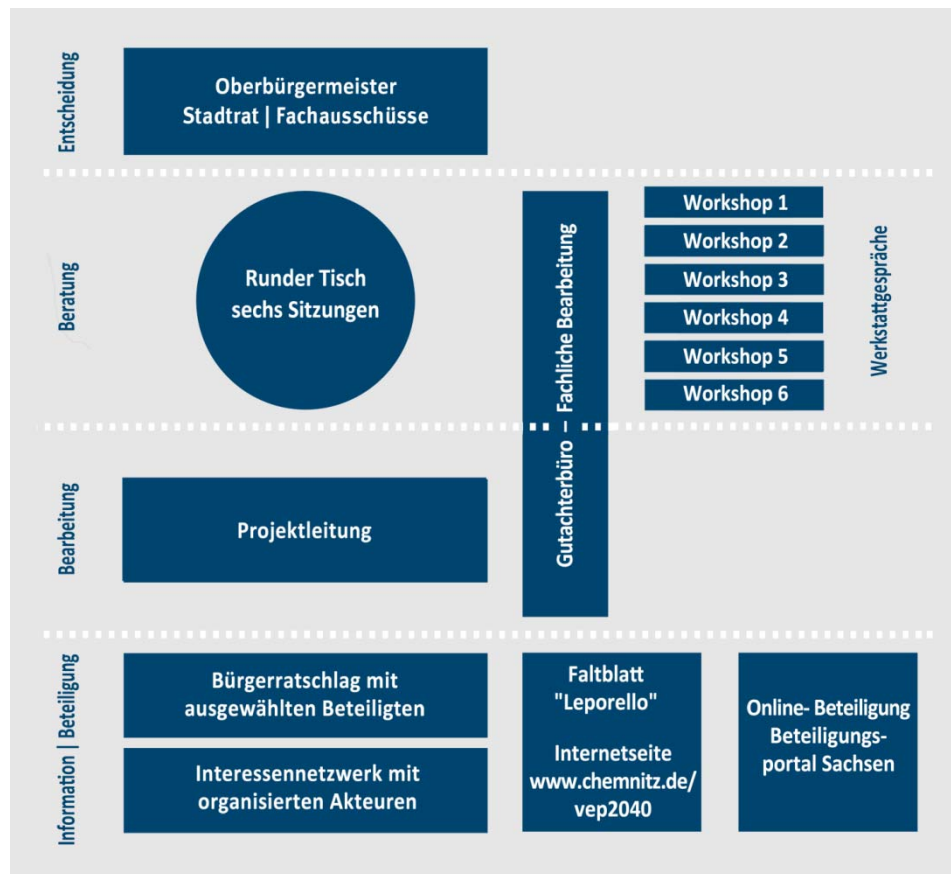 Entscheidung
Oberbürgermeister
Stadtrat | Fachausschüsse
Beratung
Runder Tisch
sechs Sitzungen
Gutachterbüro – Fachliche Bearbeitung
Workshop 1
Workshop 2
Workshop 3
Workshop 4
Workshop 5
Workshop 6
Werkstattgespräche
Bearbeitung
Projektleitung
Information | Beteiligung
Bürgerratschlag mit
ausgewählten Beteiligten
Interessennetzwerk mit
organisierten Akteuren
Faltblatt
"Leporello"
Internetseite
www.chemnitz.de/
vep2040
Online- Beteiligung
Beteiligungs-
portal Sachsen